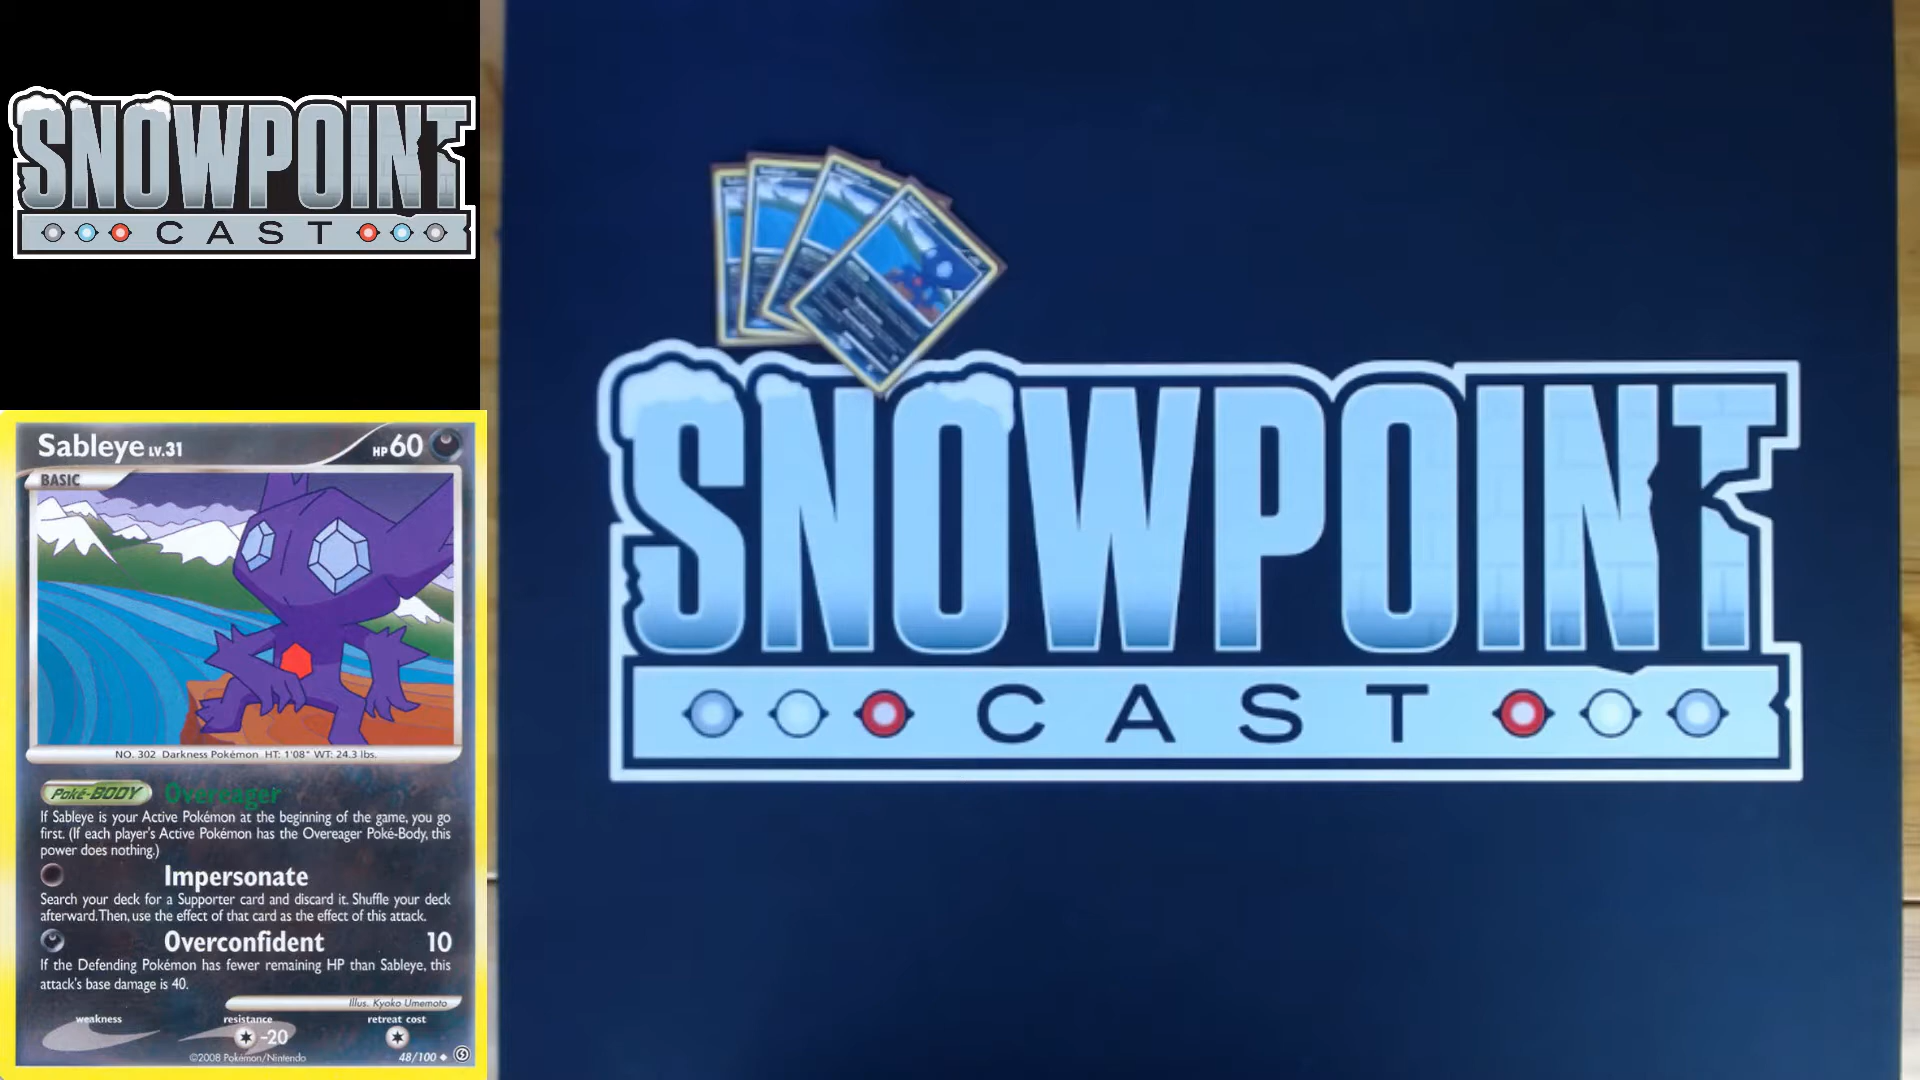 SNOWPOINT
CAST
Sableye LV.31 HP 60
BASIC
NO. 302 Darkness Pokémon HT: 1'08" WT: 24.3 lbs.
Poké-BODY Overeager
If Sableye is your Active Pokémon at the beginning of the game, you go
first. (If each player's Active Pokémon has the Overeager Poké-Body, this
power does nothing.)
Impersonate
Search your deck for a Supporter card and discard it. Shuffle your deck
afterward. Then, use the effect of that card as the effect of this attack.
Overconfident 10
If the Defending Pokémon has fewer remaining HP than Sableye, this
attack's base damage is 40.
Illus. Kyoko Umemoto
weakness resistance retreat cost
-20
©2008 Pokémon/Nintendo 48/100
SNOWPOINT
CAST